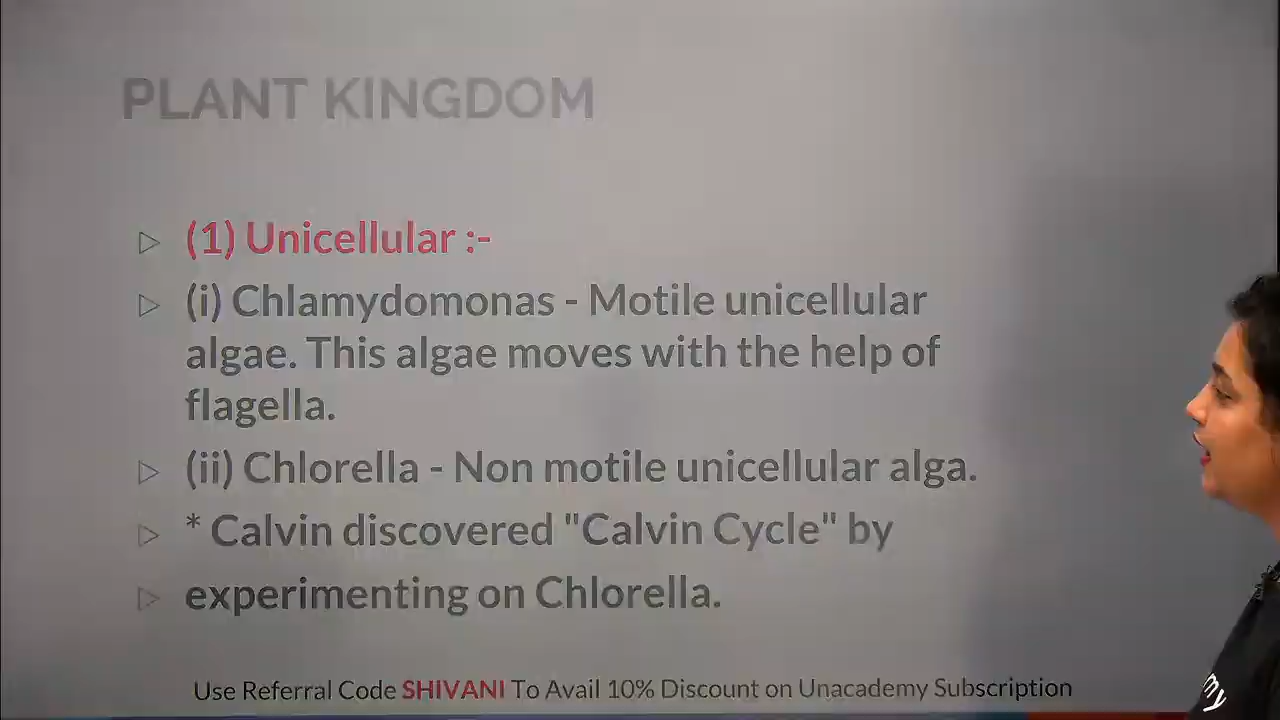 PLANT KINGDOM
(1) Unicellular :-
(i) Chlamydomonas - Motile unicellular
algae. This algae moves with the help of
flagella.
(ii) Chlorella - Non motile unicellular alga.
* Calvin discovered "Calvin Cycle" by
experimenting on Chlorella.
Use Referral Code SHIVANI To Avail 10% Discount on Unacademy Subscription
my